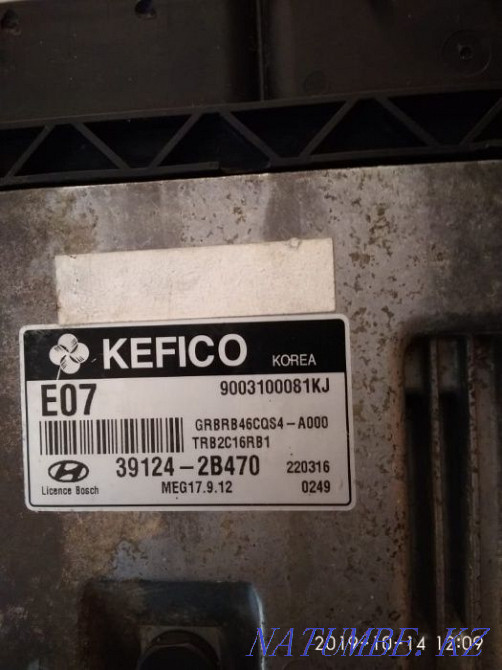 KEFICO KOREA
E07 9003100081KJ
GRBRB46CQS4-A000
TRB2C16RB1
39124-2B470 220316
Licence Bosch MEG17.9.12 0249
2019-10-14 12:09
NATUMBE.KZ